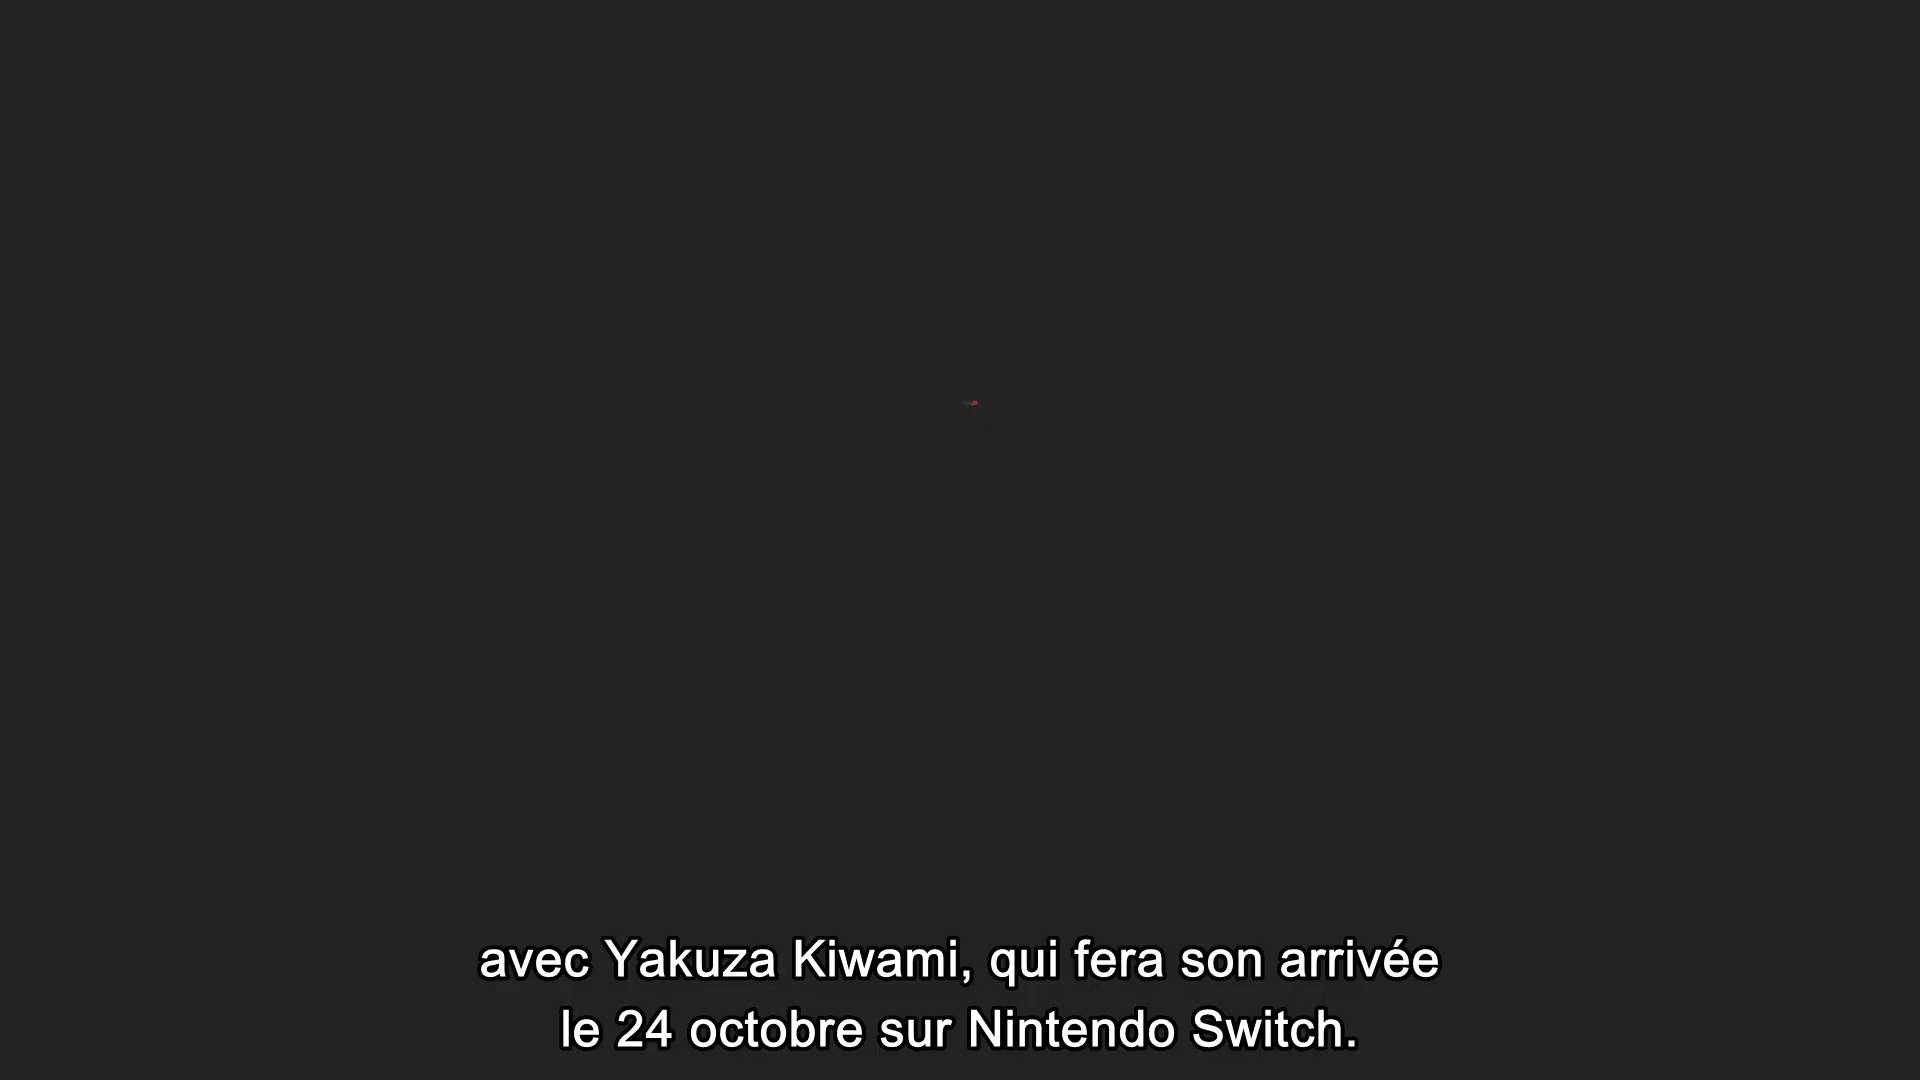 avec Yakuza Kiwami, qui fera son arrivée
le 24 octobre sur Nintendo Switch.